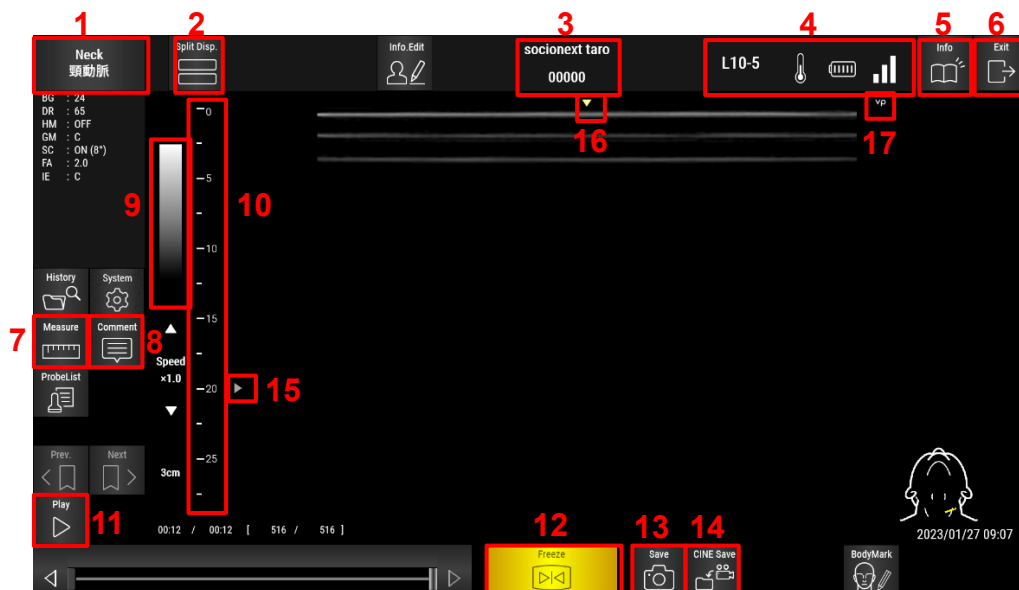 1
2
3
4
5
6
Neck
頸動脈
Split Disp.
Info.Edit
socionext taro
00000
L10-5
Info
Exit
BG : 24
DR : 65
HM : OFF
GM : C
SC : ON (8°)
FA : 2.0
IE : C
0
16
vp
17
9
5
10
10
History
System
15
7
Measure
Comment
8
Speed
×1.0
ProbeList
20
15
Prev.
Next
25
3cm
Play
11
00:12 / 00:12 [ 516 / 516 ]
12
13
14
2023/01/27 09:07
Freeze
Save
CINE Save
BodyMark